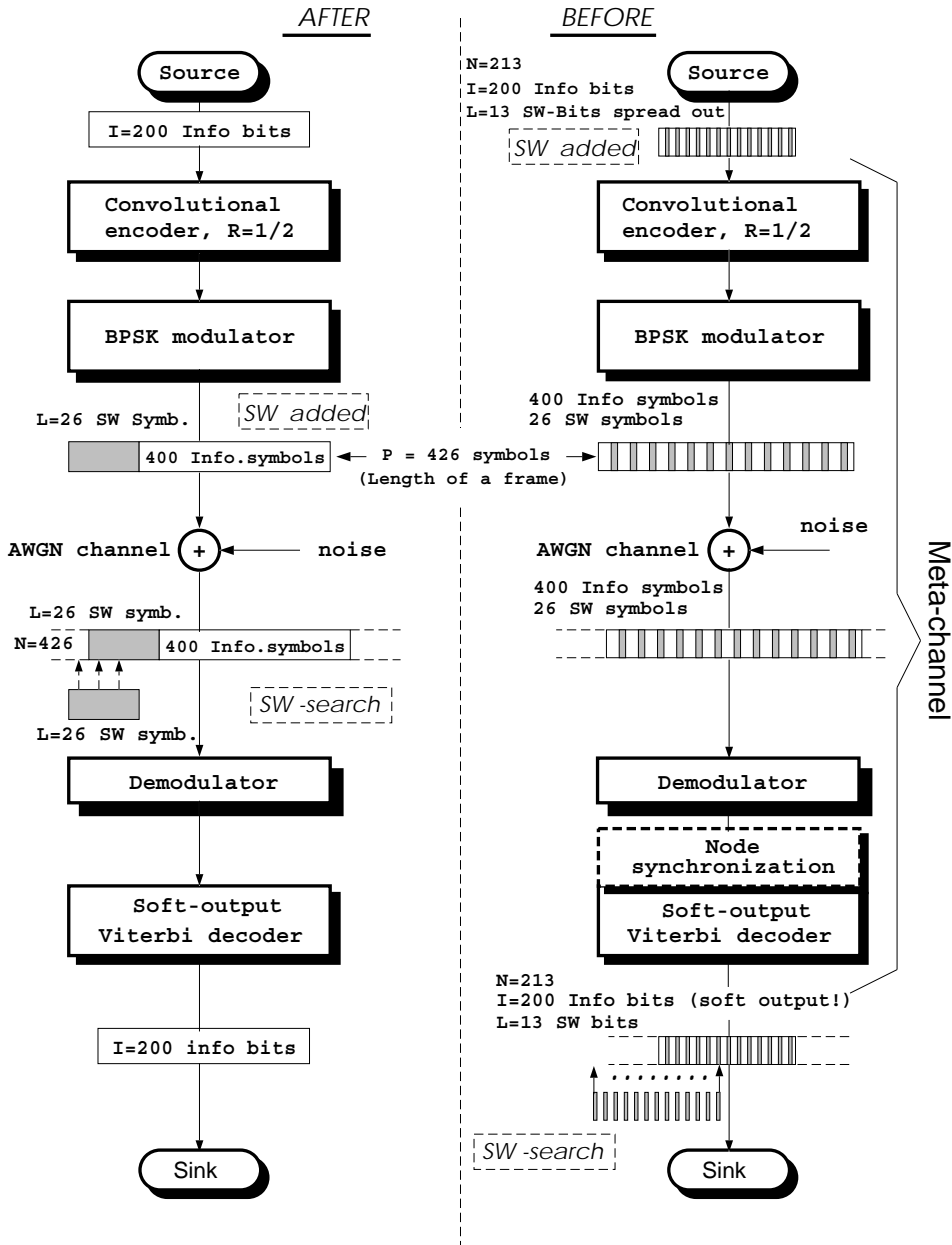 AFTER
Source
I=200 Info bits
Convolutional
encoder, R=1/2
BPSK modulator
SW added
L=26 SW Symb.
400 Info.symbols
P = 426 symbols
(Length of a frame)
AWGN channel
+
noise
L=26 SW symb.
N=426
400 Info.symbols
SW -search
L=26 SW symb.
Demodulator
Soft-output
Viterbi decoder
I=200 info bits
Sink
BEFORE
N=213
I=200 Info bits
L=13 SW-Bits spread out
Source
SW added
Convolutional
encoder, R=1/2
BPSK modulator
400 Info symbols
26 SW symbols
noise
AWGN channel
+
400 Info symbols
26 SW symbols
Meta-channel
Demodulator
Node
synchronization
Soft-output
Viterbi decoder
N=213
I=200 Info bits (soft output!)
L=13 SW bits
SW -search
Sink